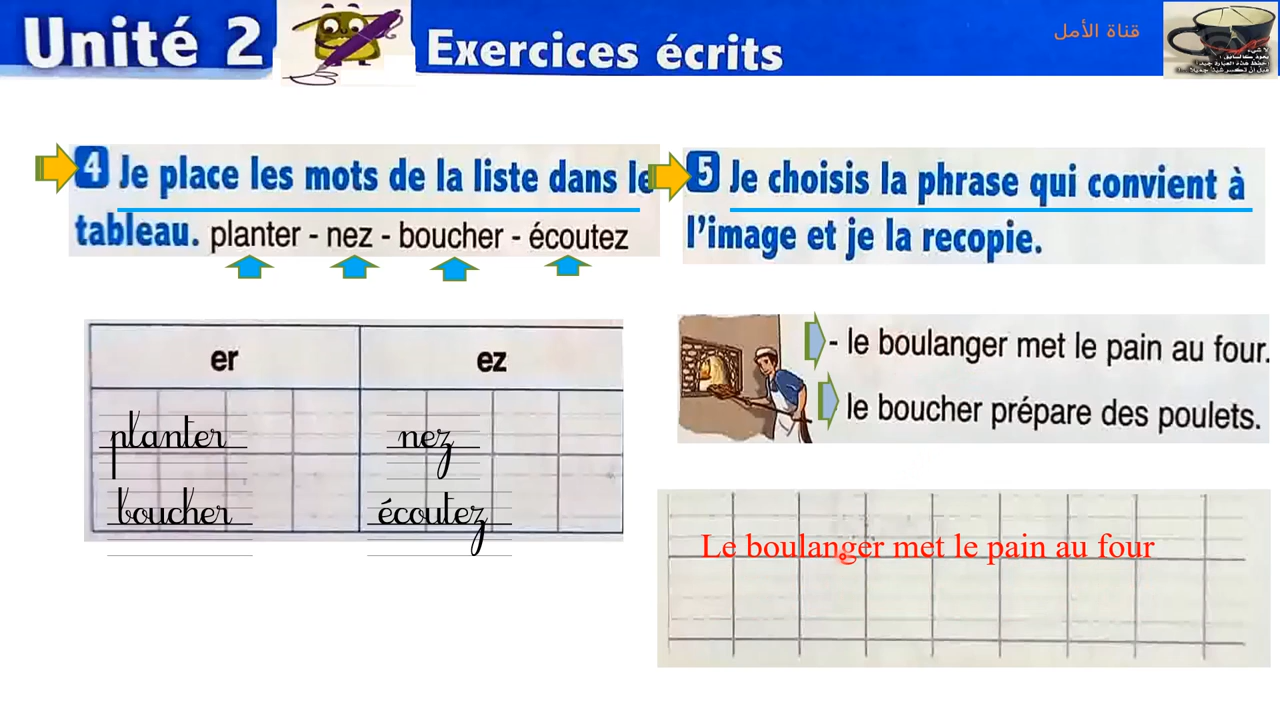 Unité 2
Exercices écrits
قناة الأمل
4 Je place les mots de la liste dans le
tableau. planter - nez - boucher - écoutez
er
ez
planter
nez
boucher
écoutez
5 Je choisis la phrase qui convient à
l'image et je la recopie.
- le boulanger met le pain au four.
le boucher prépare des poulets.
Le boulanger met le pain au four